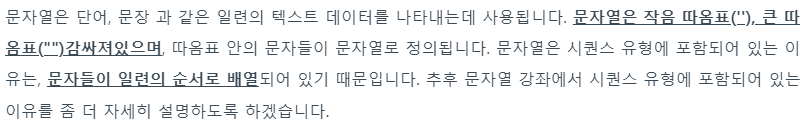 문자열은 단어, 문장 과 같은 일련의 텍스트 데이터를 나타내는데 사용됩니다. 문자열은 작음 따옴표(''), 큰 따
옴표("")감싸져있으며, 따옴표 안의 문자들이 문자열로 정의됩니다. 문자열은 시퀀스 유형에 포함되어 있는 이
유는, 문자들이 일련의 순서로 배열되어 있기 때문입니다. 추후 문자열 강좌에서 시퀀스 유형에 포함되어 있는
이유를 좀 더 자세히 설명하도록 하겠습니다.